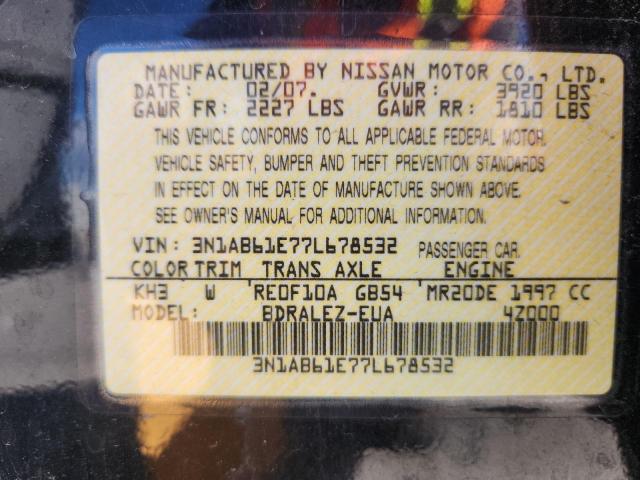 MANUFACTURED BY NISSAN MOTOR CO., LTD.
DATE: 02/07. GVWR: 3920 LBS
GAWR FR: 2227 LBS GAWR RR: 1810 LBS
THIS VEHICLE CONFORMS TO ALL APPLICABLE FEDERAL MOTOR
VEHICLE SAFETY, BUMPER AND THEFT PREVENTION STANDARDS
IN EFFECT ON THE DATE OF MANUFACTURE SHOWN ABOVE.
SEE OWNER'S MANUAL FOR ADDITIONAL INFORMATION.
VIN: 3N1AB61E77L678532 PASSENGER CAR.
COLOR TRIM TRANS AXLE ENGINE
KH3 W RE0F10A GB54 MR20DE 1997 CC
MODEL: BDRALEZ-EUA 4Z000
3N1AB61E77L678532